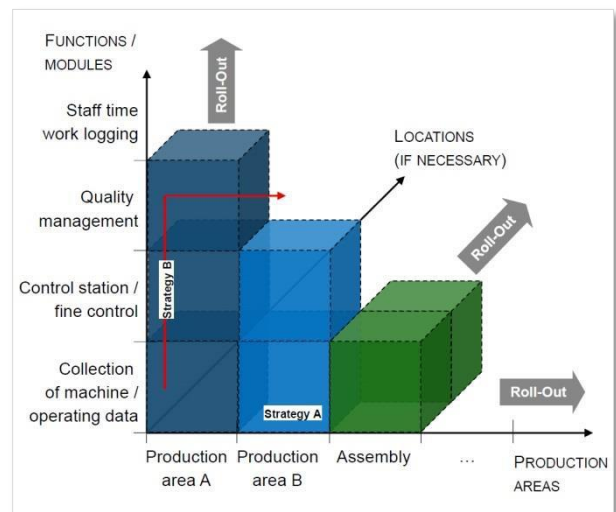 FUNCTIONS /
MODULES
Roll-Out
Staff time
work logging
LOCATIONS
(IF NECESSARY)
Quality
management
Roll-Out
Strategy B
Control station /
fine control
Collection
of machine /
operating data
Strategy A
Roll-Out
Production
area A
Production
area B
Assembly
...
PRODUCTION
AREAS